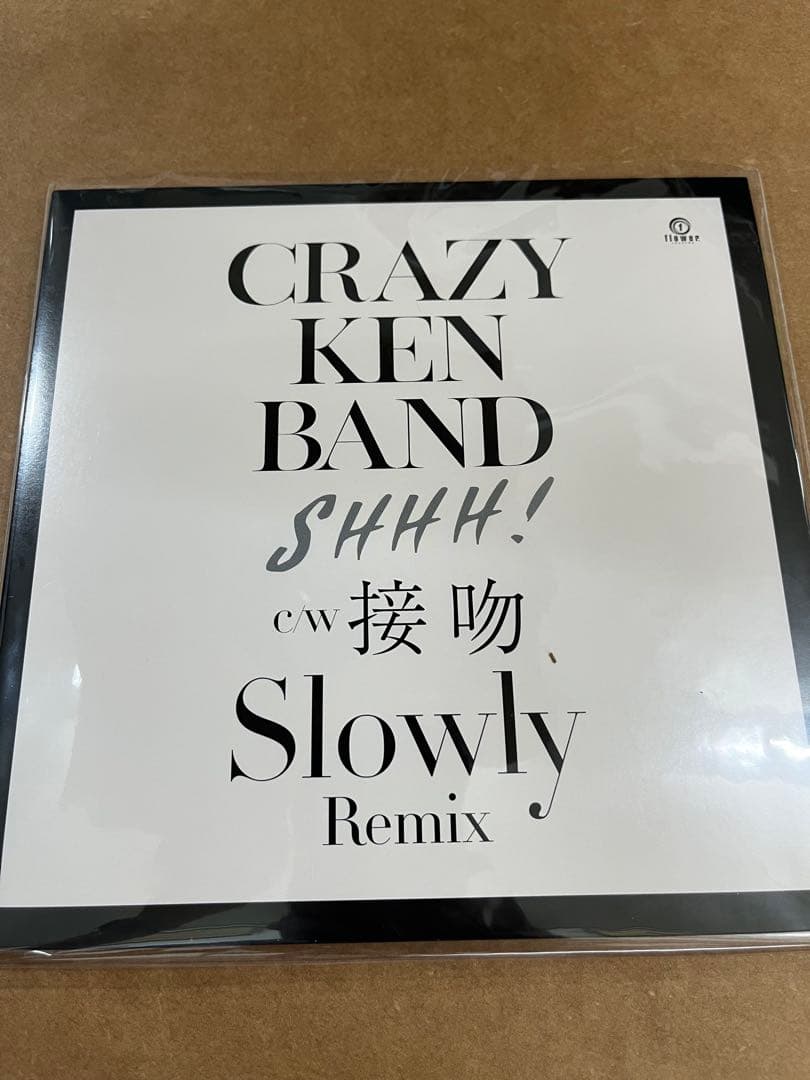 flower
CRAZY
KEN
BAND
SHHH!
c/w 接吻
Slowly
Remix